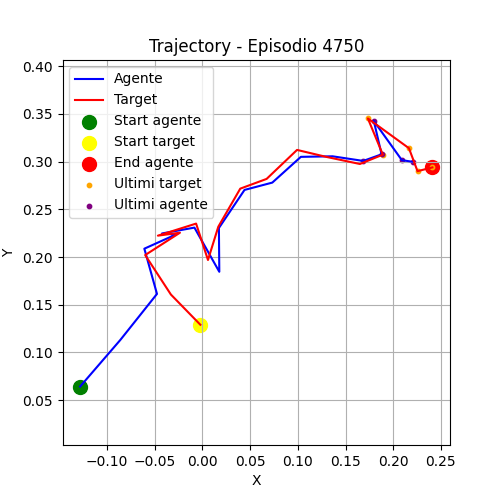 Trajectory - Episodio 4750
Agente
Target
Start agente
Start target
End agente
Ultimi target
Ultimi agente
0.40
0.35
0.30
0.25
0.20
0.15
0.10
0.05
Y
−0.10
−0.05
0.00
0.05
0.10
0.15
0.20
0.25
X